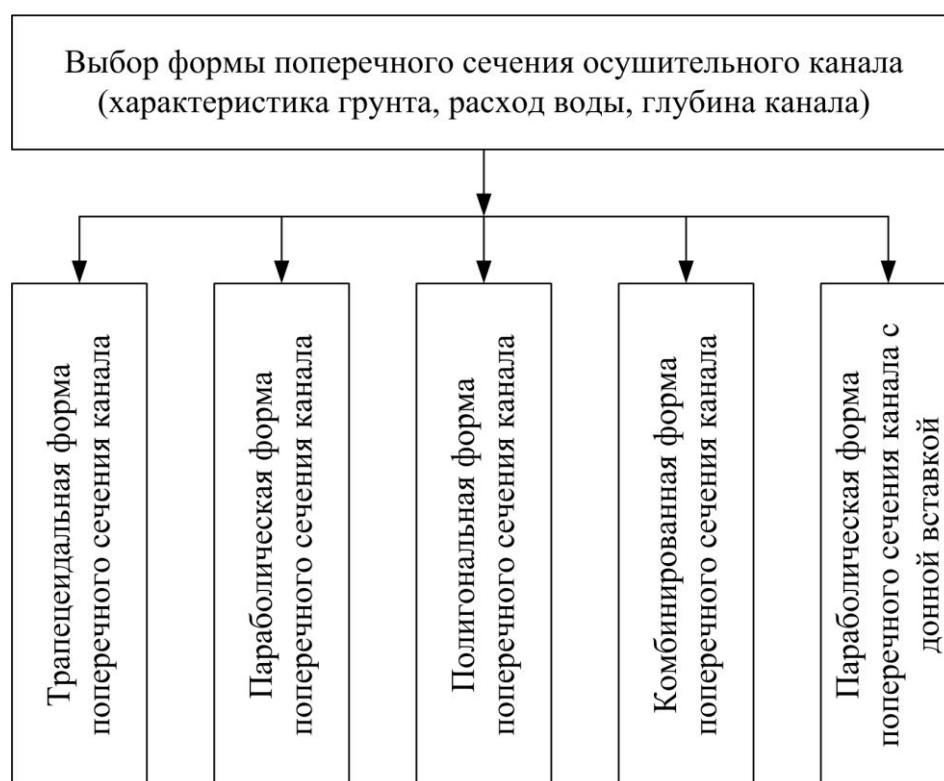 Выбор формы поперечного сечения осушительного канала
(характеристика грунта, расход воды, глубина канала)
Трапецеидальная форма
поперечного сечения канала
Параболическая форма
поперечного сечения канала
Полигональная форма
поперечного сечения канала
Комбинированная форма
поперечного сечения канала
Параболическая форма
поперечного сечения канала с
донной вставкой